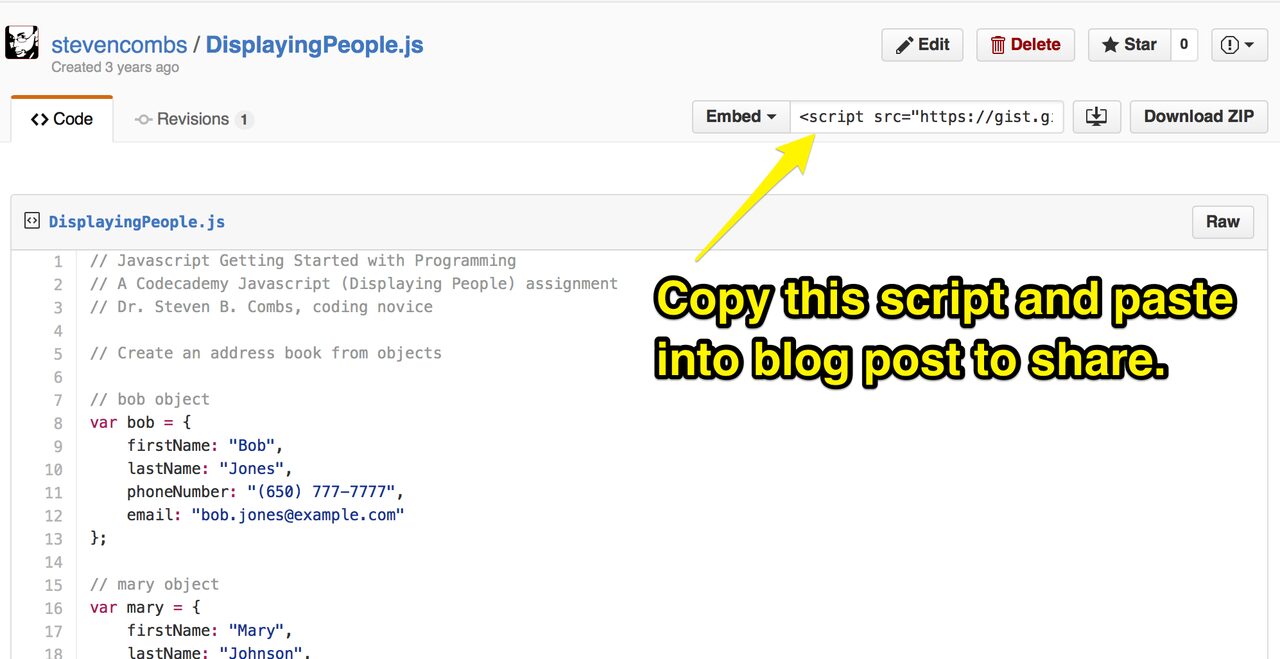 stevencombs / DisplayingPeople.js
Edit
Delete
Star
0
Created 3 years ago
Code
Revisions 1
Embed
<script src="https://gist.g
Download ZIP
DisplayingPeople.js
Raw
1 // Javascript Getting Started with Programming
2 // A Codecademy Javascript (Displaying People) assignment
3 // Dr. Steven B. Combs, coding novice
4
5 // Create an address book from objects
6
7 // bob object
8 var bob = {
9 firstName: "Bob",
10 lastName: "Jones",
11 phoneNumber: "(650) 777-7777",
12 email: "bob.jones@example.com"
13 };
14
15 // mary object
16 var mary = {
17 firstName: "Mary",
18 lastName: "Johnson",
Copy this script and paste
into blog post to share.